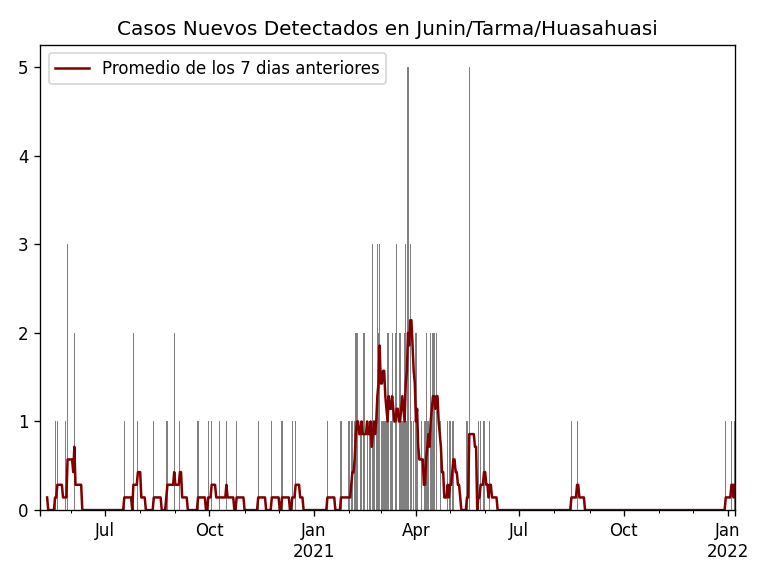 Casos Nuevos Detectados en Junin/Tarma/Huasahuasi
Promedio de los 7 dias anteriores
5
4
3
2
1
0
Jul
Oct
Jan
2021
Apr
Jul
Oct
Jan
2022